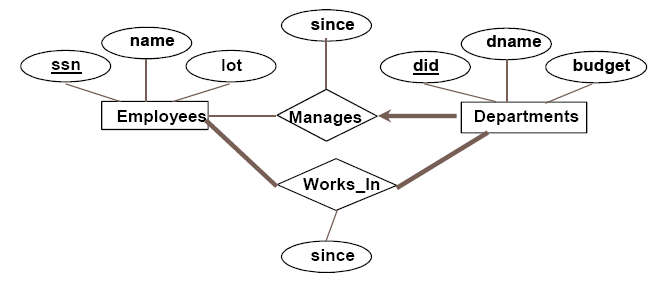 since
name
dname
ssn
lot
did
budget
Employees
Manages
Departments
Works_In
since